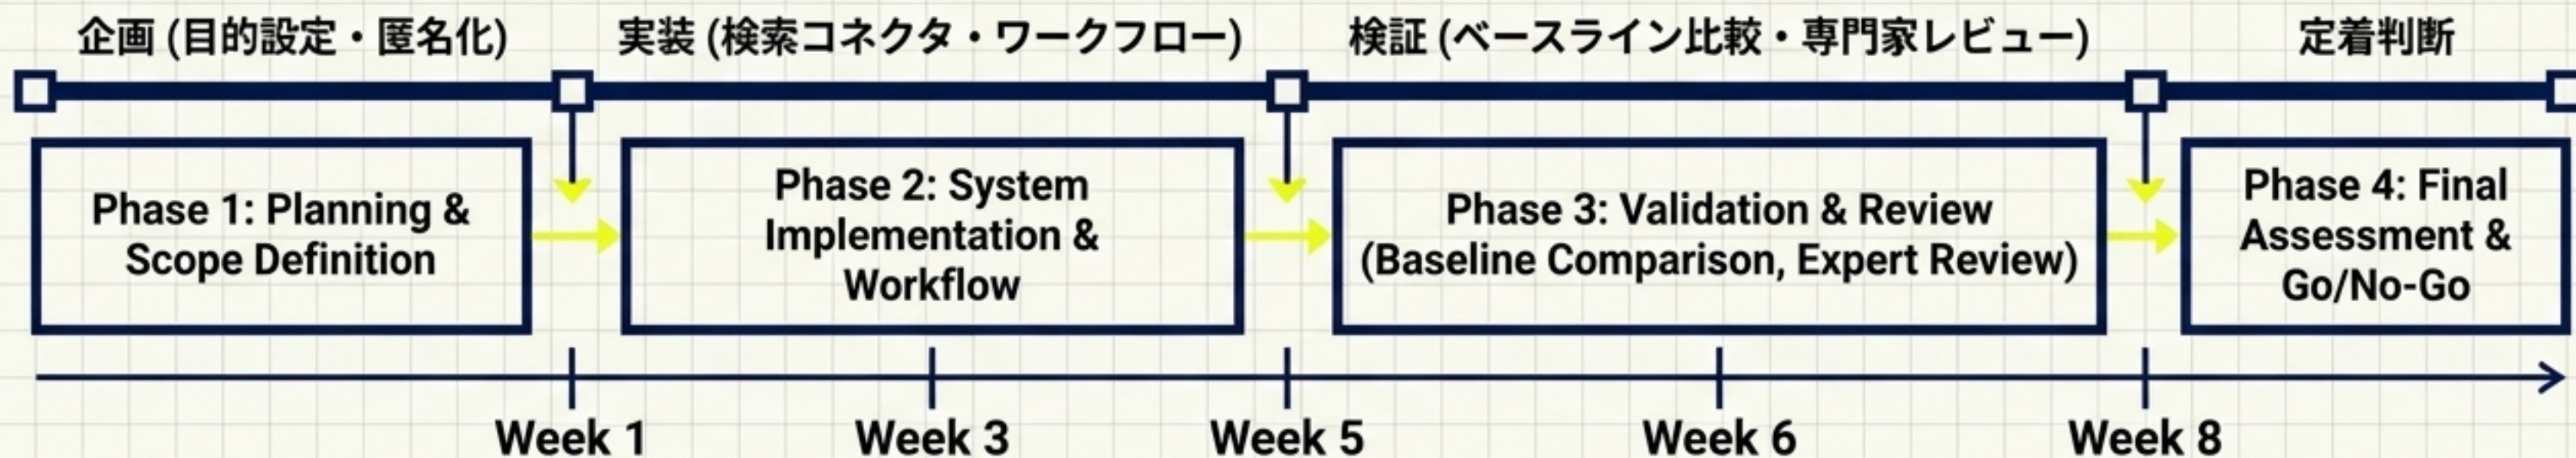 企画 (目的設定・匿名化)
実装 (検索コネクタ・ワークフロー)
検証 (ベースライン比較・専門家レビュー)
定着判断
Phase 1: Planning &
Scope Definition
Phase 2: System
Implementation &
Workflow
Phase 3: Validation & Review
(Baseline Comparison, Expert Review)
Phase 4: Final
Assessment &
Go/No-Go
Week 1
Week 3
Week 5
Week 6
Week 8